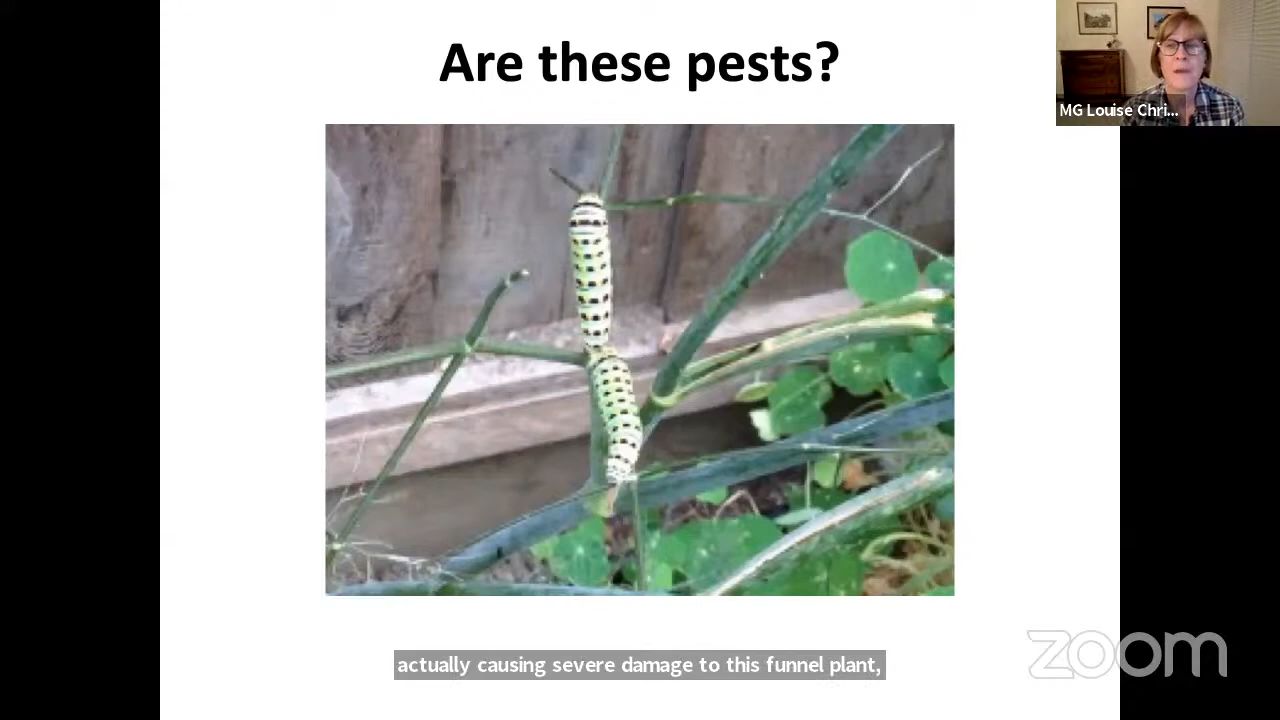 Are these pests?
MG Louise Chri...
actually causing severe damage to this funnel plant,
zoom